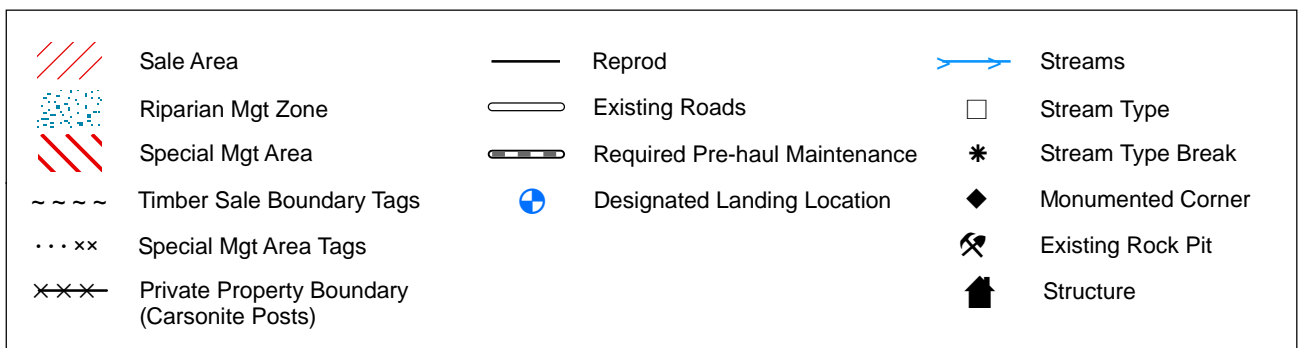 Sale Area
Riparian Mgt Zone
Special Mgt Area
Timber Sale Boundary Tags
Special Mgt Area Tags
Private Property Boundary
(Carsonite Posts)
Reprod
Existing Roads
Required Pre-haul Maintenance
Designated Landing Location
Streams
Stream Type
Stream Type Break
Monumented Corner
Existing Rock Pit
Structure